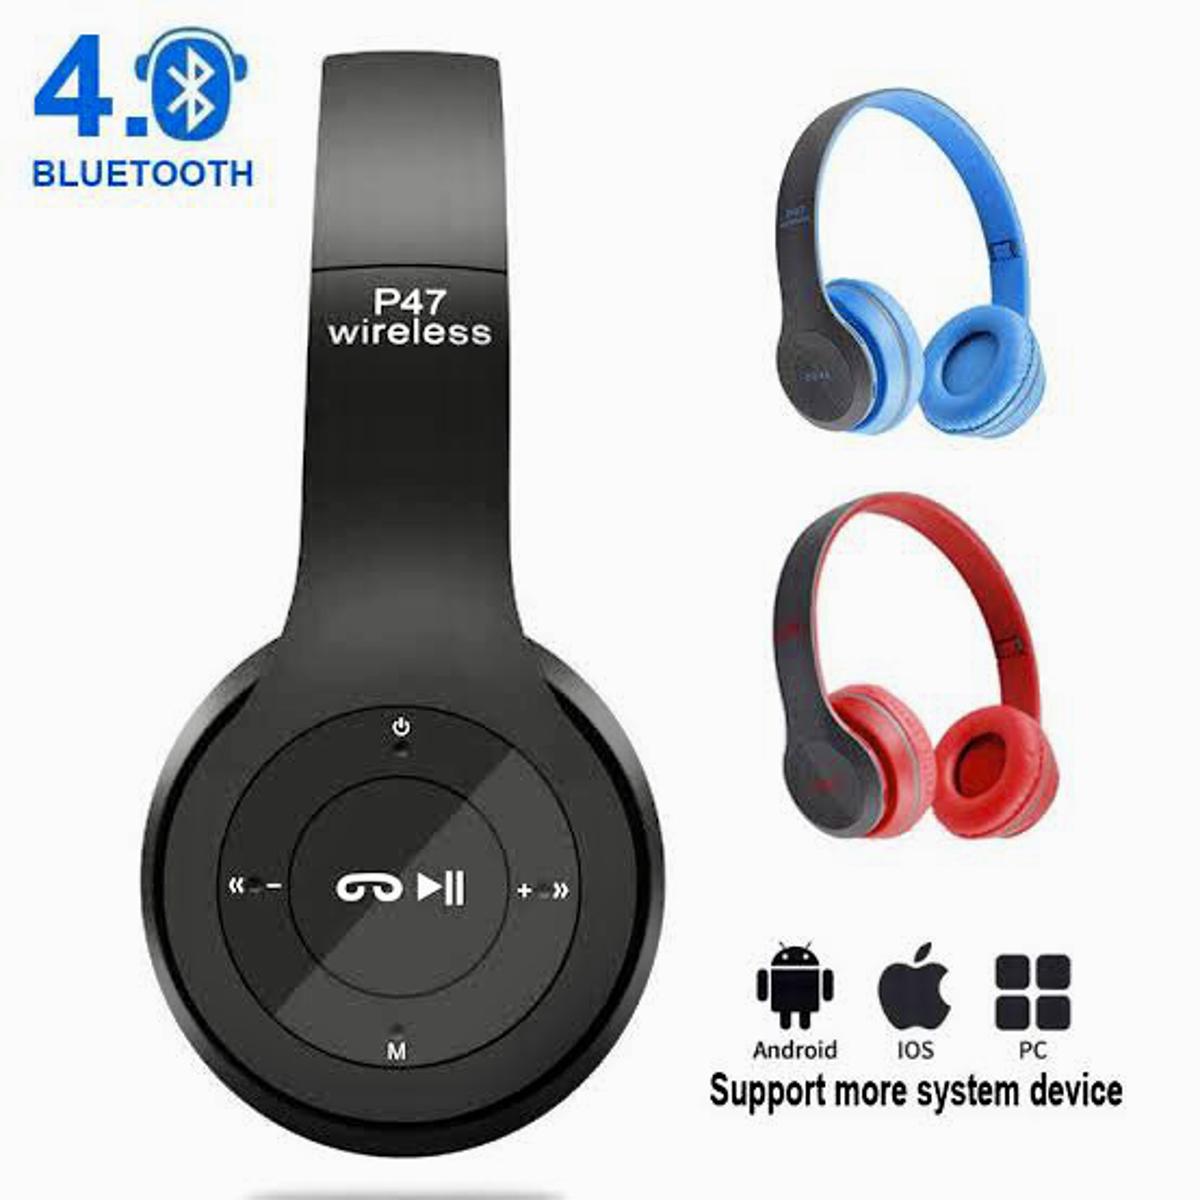 4.0
BLUETOOTH
P47
wireless
M
Android IOS PC
Support more system device